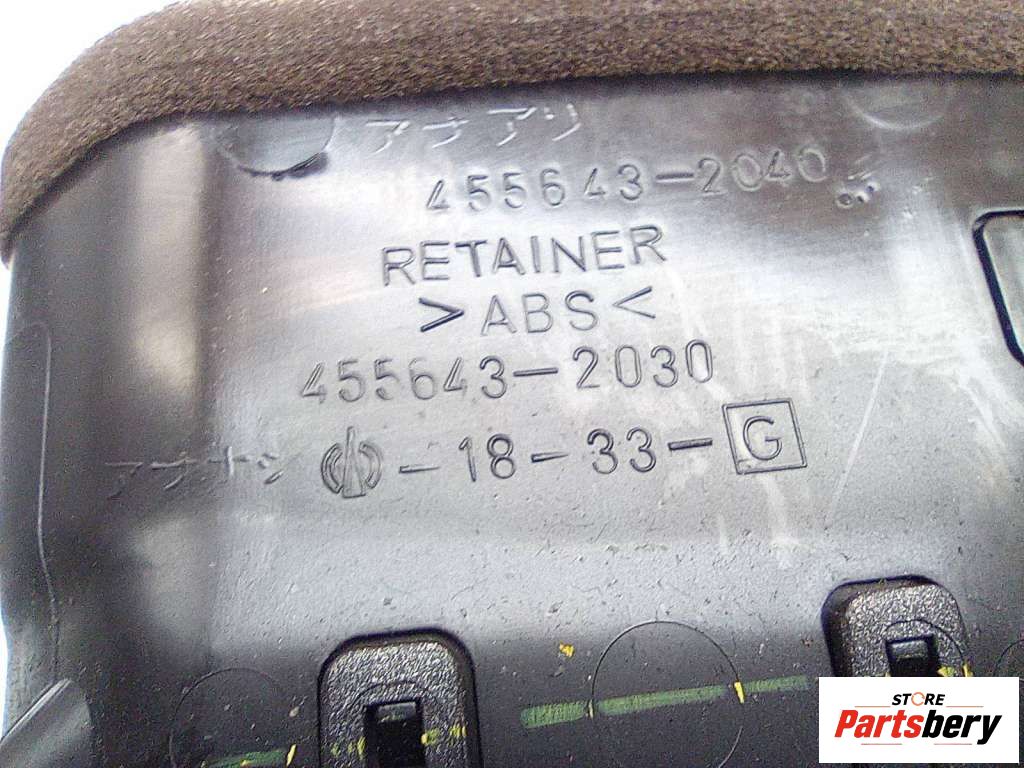 アナアリ
455643-2040
RETAINER
>ABS<
455643-2030
アナナシ
-18-33-G
STORE
Partsbery